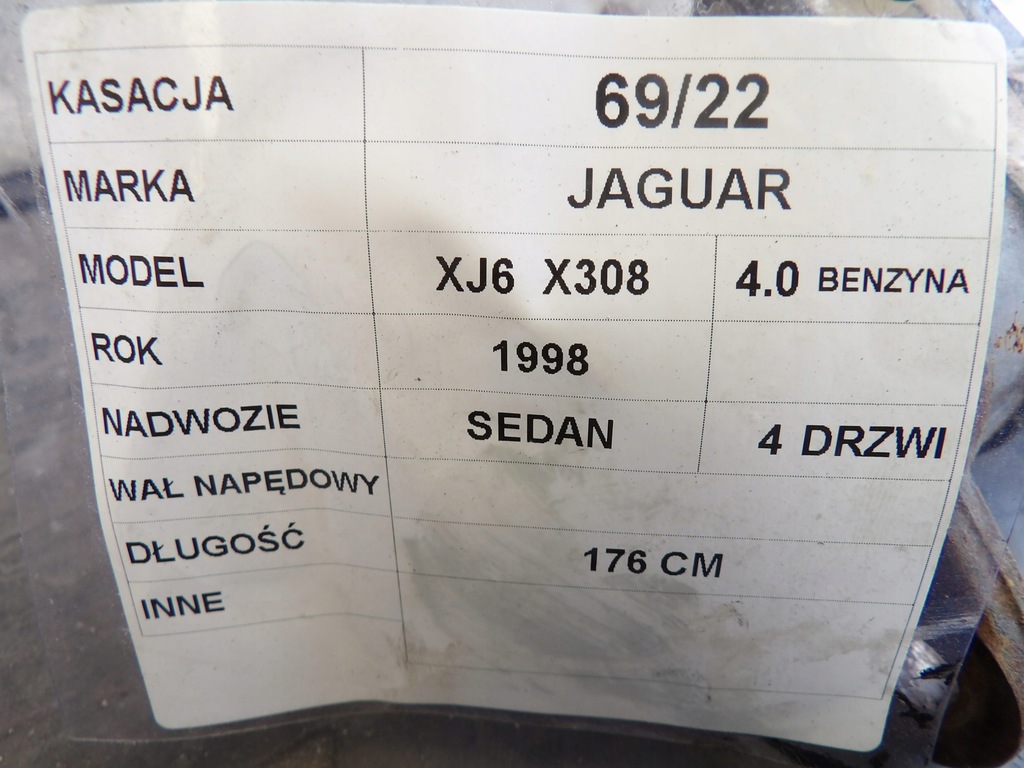 KASACJA 69/22
MARKA JAGUAR
MODEL XJ6 X308 4.0 BENZYNA
ROK 1998
NADWOZIE SEDAN 4 DRZWI
WAŁ NAPĘDOWY
DŁUGOŚĆ 176 CM
INNE